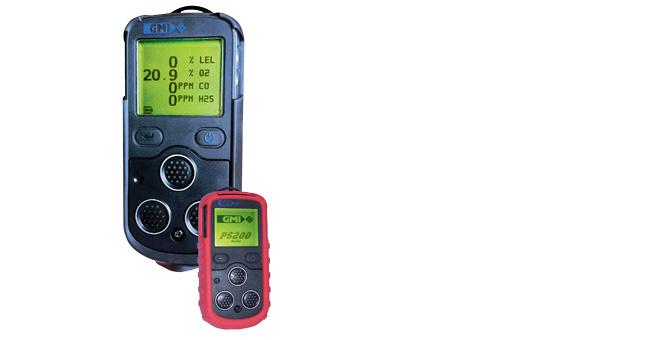 GMI
0 % LEL
20.9 % O2
0 PPM CO
0 PPM H2S
GMI
PS200